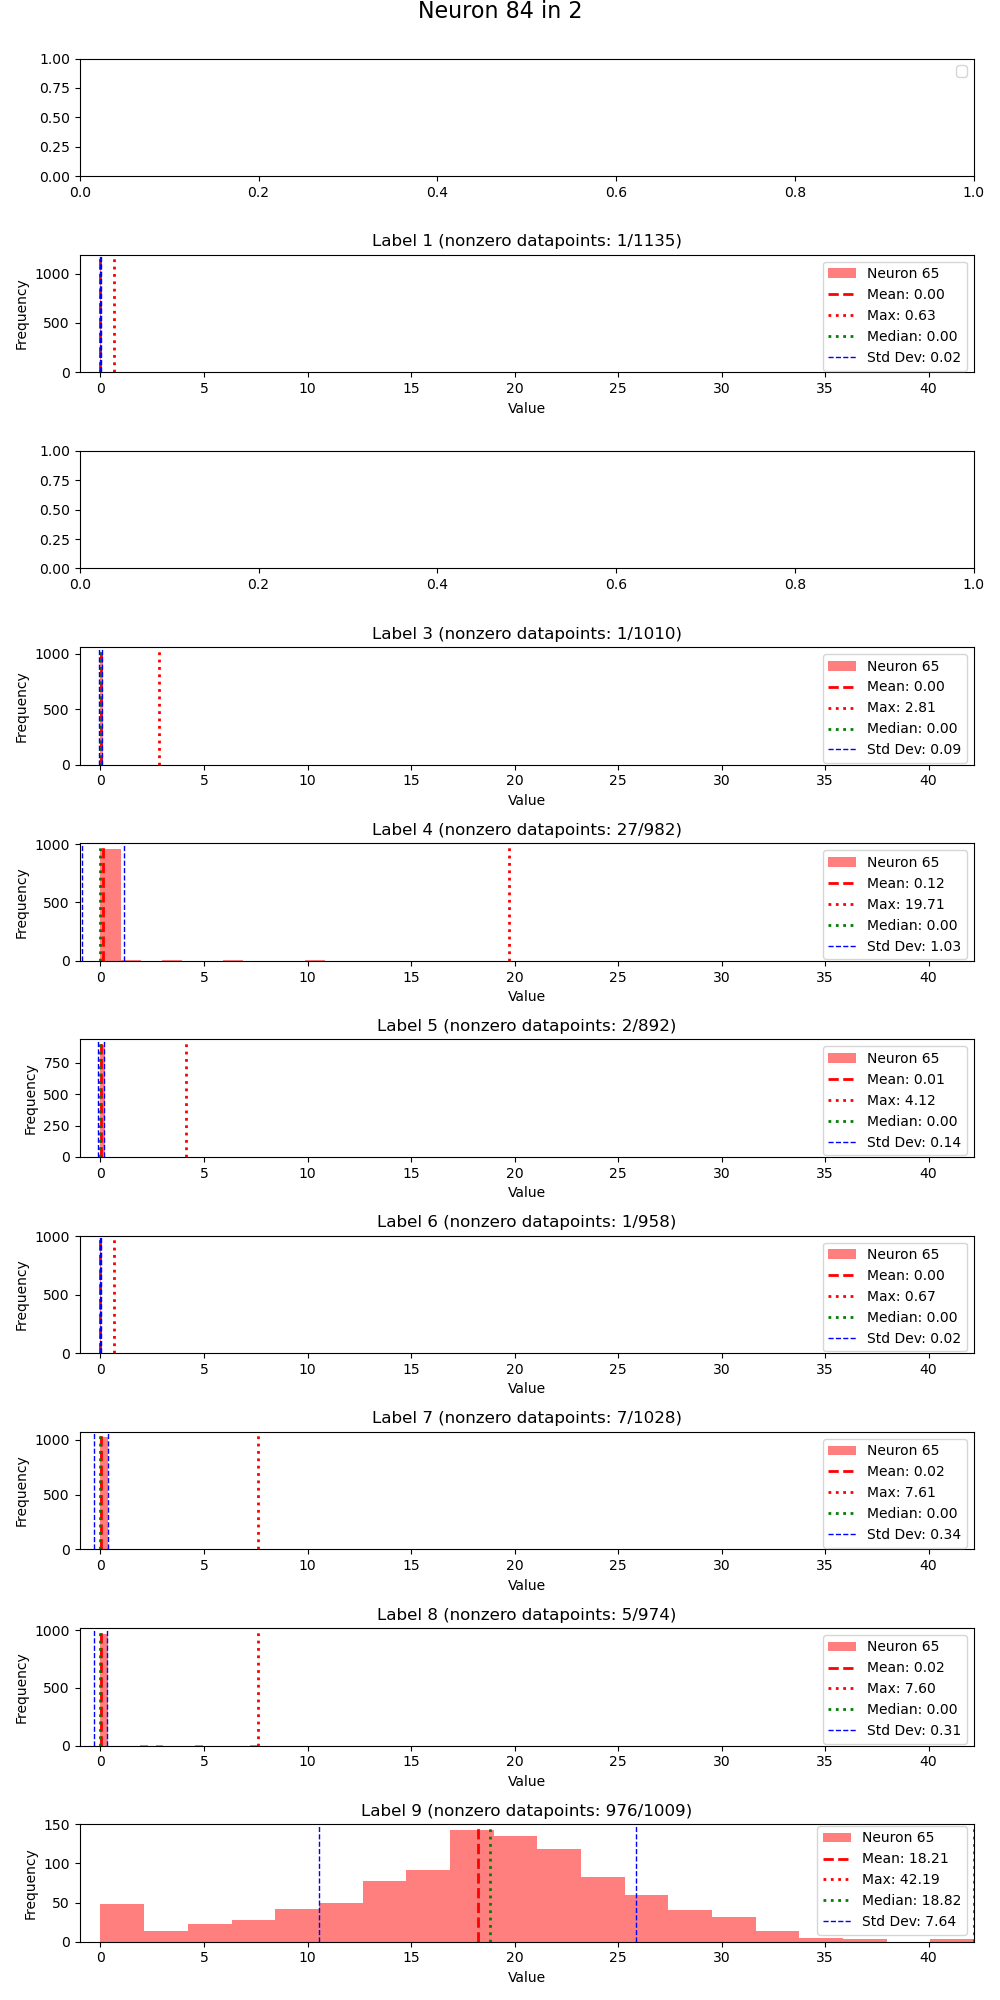 Neuron 84 in 2
1.00
0.75
0.50
0.25
0.00
0.0 0.2 0.4 0.6 0.8 1.0
Label 1 (nonzero datapoints: 1/1135)
Frequency
1000
500
0
Neuron 65
Mean: 0.00
Max: 0.63
Median: 0.00
Std Dev: 0.02
0 5 10 15 20 25 30 35 40
Value
1.00
0.75
0.50
0.25
0.00
0.0 0.2 0.4 0.6 0.8 1.0
Label 3 (nonzero datapoints: 1/1010)
Frequency
1000
500
0
Neuron 65
Mean: 0.00
Max: 2.81
Median: 0.00
Std Dev: 0.09
0 5 10 15 20 25 30 35 40
Value
Label 4 (nonzero datapoints: 27/982)
Frequency
1000
500
0
Neuron 65
Mean: 0.12
Max: 19.71
Median: 0.00
Std Dev: 1.03
0 5 10 15 20 25 30 35 40
Value
Label 5 (nonzero datapoints: 2/892)
Frequency
750
500
250
0
Neuron 65
Mean: 0.01
Max: 4.12
Median: 0.00
Std Dev: 0.14
0 5 10 15 20 25 30 35 40
Value
Label 6 (nonzero datapoints: 1/958)
Frequency
1000
500
0
Neuron 65
Mean: 0.00
Max: 0.67
Median: 0.00
Std Dev: 0.02
0 5 10 15 20 25 30 35 40
Value
Label 7 (nonzero datapoints: 7/1028)
Frequency
1000
500
0
Neuron 65
Mean: 0.02
Max: 7.61
Median: 0.00
Std Dev: 0.34
0 5 10 15 20 25 30 35 40
Value
Label 8 (nonzero datapoints: 5/974)
Frequency
1000
500
0
Neuron 65
Mean: 0.02
Max: 7.60
Median: 0.00
Std Dev: 0.31
0 5 10 15 20 25 30 35 40
Value
Label 9 (nonzero datapoints: 976/1009)
Frequency
150
100
50
0
Neuron 65
Mean: 18.21
Max: 42.19
Median: 18.82
Std Dev: 7.64
0 5 10 15 20 25 30 35 40
Value